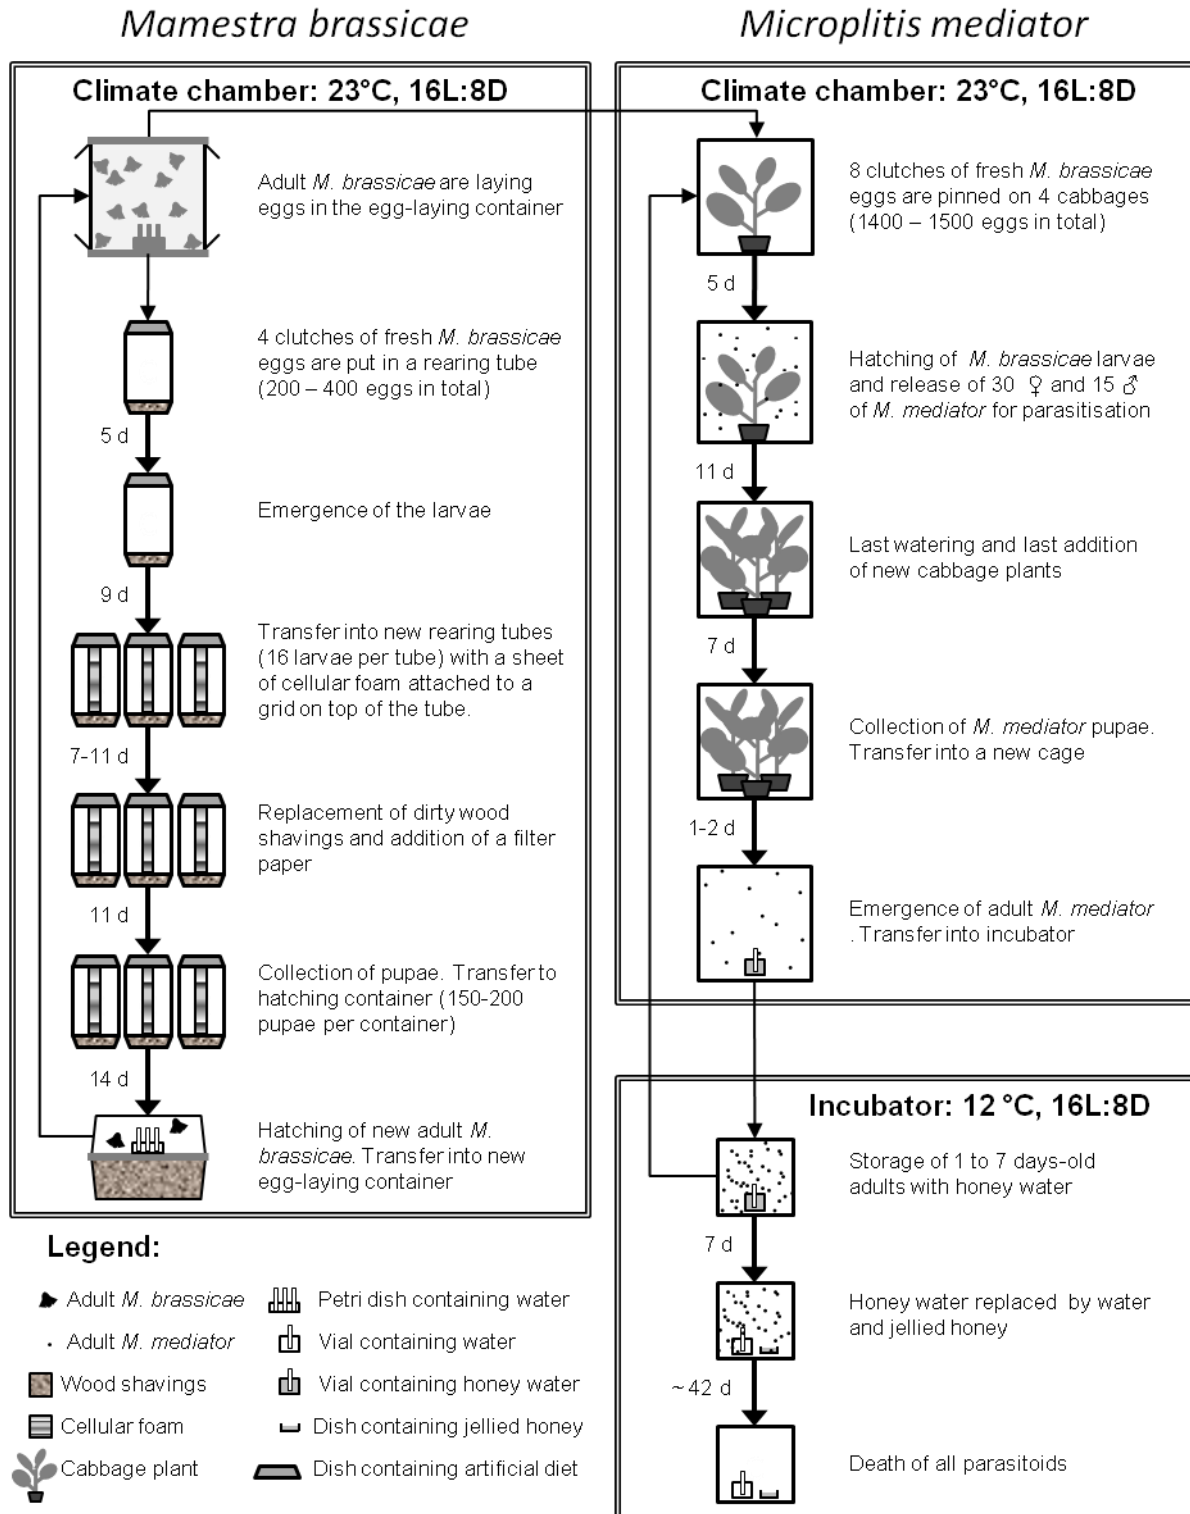 Mamestra brassicae
Climate chamber: 23°C, 16L:8D
Adult M. brassicae are laying
eggs in the egg-laying container
4 clutches of fresh M. brassicae
eggs are put in a rearing tube
(200 – 400 eggs in total)
5 d
Emergence of the larvae
9 d
Transfer into new rearing tubes
(16 larvae per tube) with a sheet
of cellular foam attached to a
grid on top of the tube.
7-11 d
Replacement of dirty wood
shavings and addition of a filter
paper
11 d
Collection of pupae. Transfer to
hatching container (150-200
pupae per container)
14 d
Hatching of new adult M.
brassicae. Transfer into new
egg-laying container
Microplitis mediator
Climate chamber: 23°C, 16L:8D
8 clutches of fresh M. brassicae
eggs are pinned on 4 cabbages
(1400 – 1500 eggs in total)
5 d
Hatching of M. brassicae larvae
and release of 30 ♀ and 15 ♂
of M. mediator for parasitisation
11 d
Last watering and last addition
of new cabbage plants
7 d
Collection of M. mediator pupae.
Transfer into a new cage
1-2 d
Emergence of adult M. mediator
. Transfer into incubator
Incubator: 12 °C, 16L:8D
Storage of 1 to 7 days-old
adults with honey water
7 d
Honey water replaced by water
and jellied honey
~42 d
Death of all parasitoids
Legend:
Adult M. brassicae
Adult M. mediator
Wood shavings
Cellular foam
Cabbage plant
Petri dish containing water
Vial containing water
Vial containing honey water
Dish containing jellied honey
Dish containing artificial diet